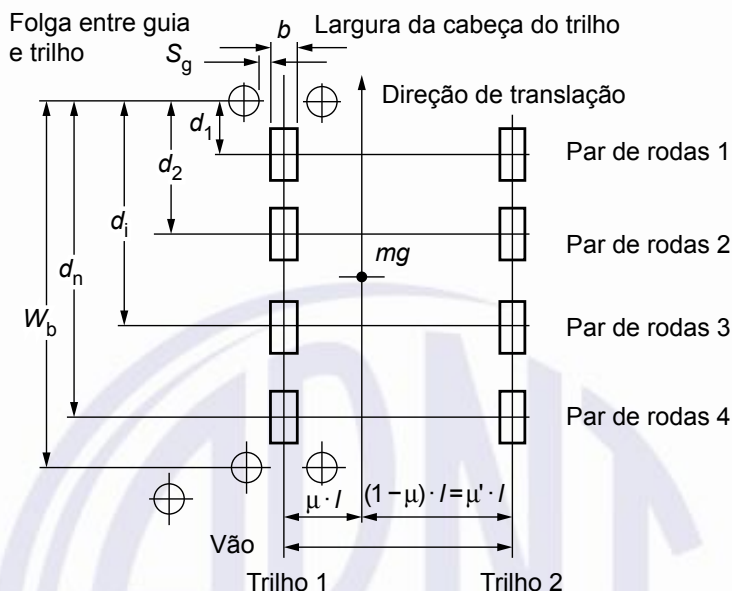 Folga entre guia
e trilho
b
Largura da cabeça do trilho
S_g
Direção de translação
d_1
d_2
d_i
d_n
W_b
mg
Par de rodas 1
Par de rodas 2
Par de rodas 3
Par de rodas 4
μ · l
(1 – μ) · l = μ' · l
Vão
Trilho 1
Trilho 2